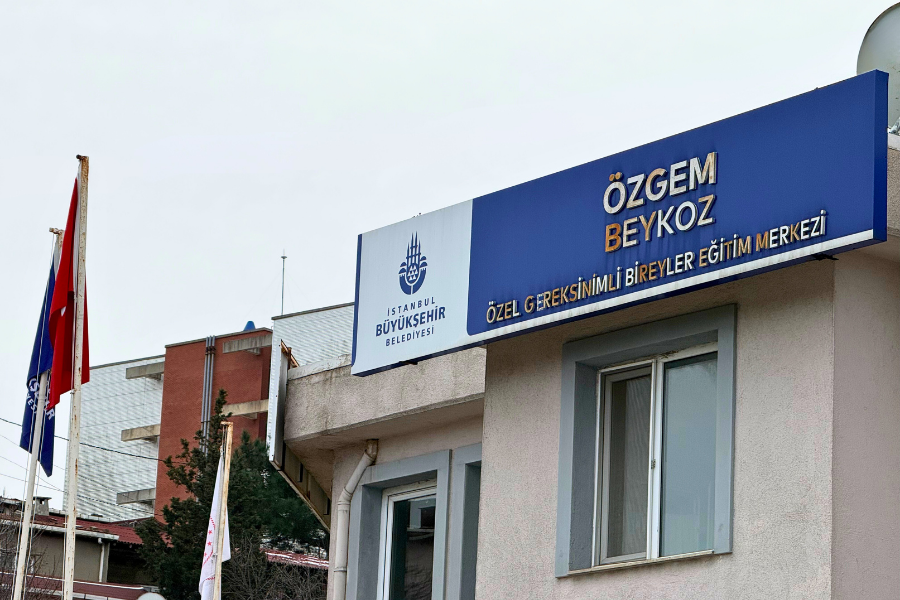 İSTANBUL
BÜYÜKŞEHİR
BELEDİYESİ
ÖZGEM
BEYKOZ
ÖZEL GEREKSİNİMLİ BİREYLER EĞİTİM MERKEZİ